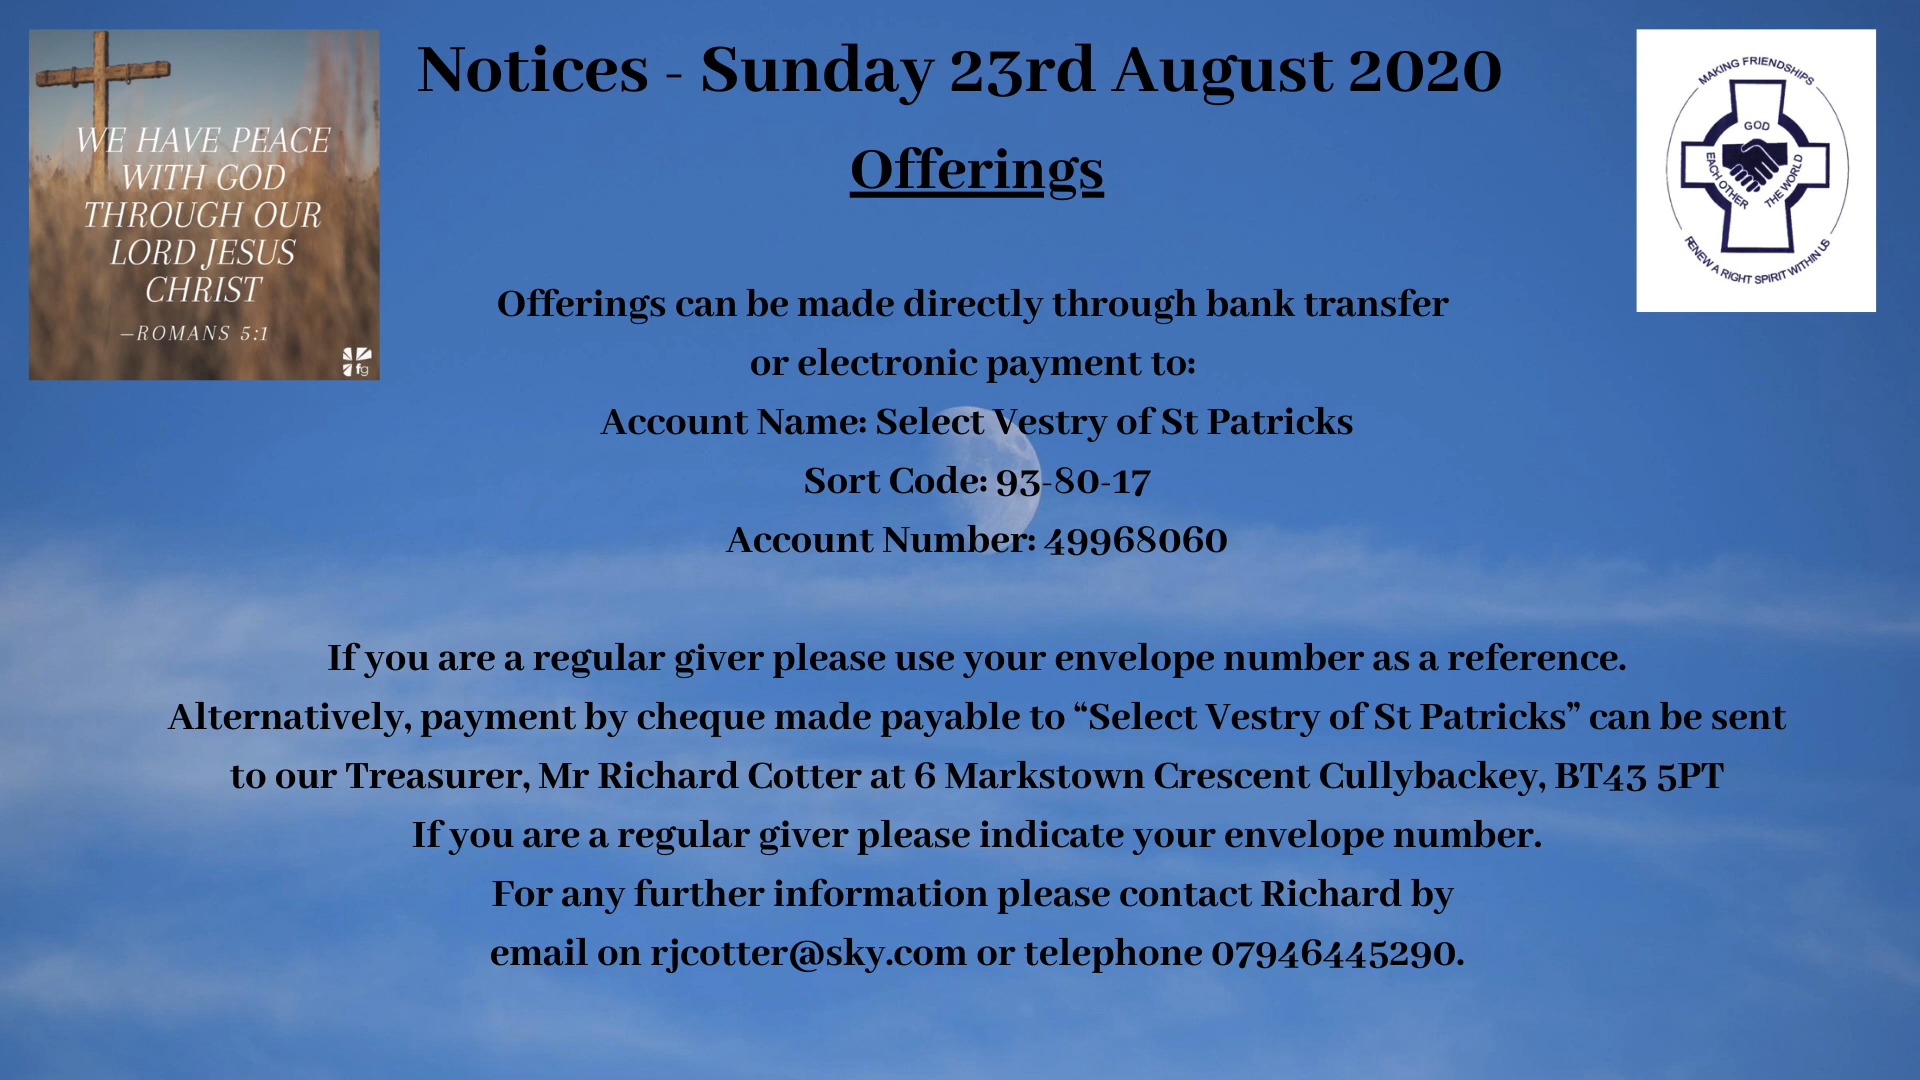 Notices - Sunday 23rd August 2020
Offerings
WE HAVE PEACE
WITH GOD
THROUGH OUR
LORD JESUS
CHRIST
—ROMANS 5:1
fg
MAKING FRIENDSHIPS
GOD
EACH OTHER
THE WORLD
RENEW A RIGHT SPIRIT WITHIN US
Offerings can be made directly through bank transfer
or electronic payment to:
Account Name: Select Vestry of St Patricks
Sort Code: 93-80-17
Account Number: 49968060
If you are a regular giver please use your envelope number as a reference.
Alternatively, payment by cheque made payable to “Select Vestry of St Patricks” can be sent
to our Treasurer, Mr Richard Cotter at 6 Markstown Crescent Cullybackey, BT43 5PT
If you are a regular giver please indicate your envelope number.
For any further information please contact Richard by
email on rjcotter@sky.com or telephone 07946445290.